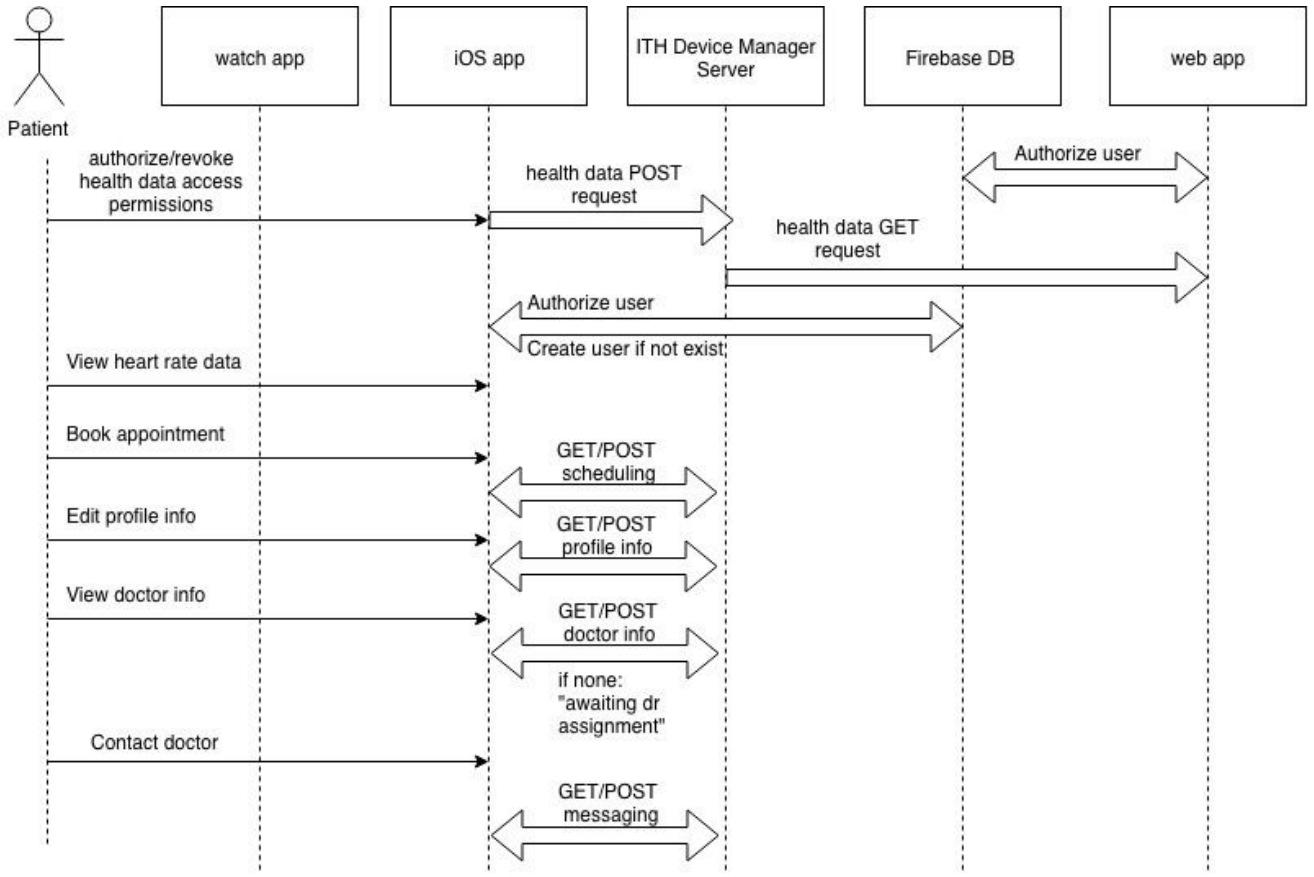 Patient
watch app
iOS app
ITH Device Manager
Server
Firebase DB
web app
authorize/revoke
health data access
permissions
health data POST
request
Authorize user
health data GET
request
Authorize user
Create user if not exist
View heart rate data
Book appointment
GET/POST
scheduling
Edit profile info
GET/POST
profile info
View doctor info
GET/POST
doctor info
if none:
"awaiting dr
assignment"
Contact doctor
GET/POST
messaging